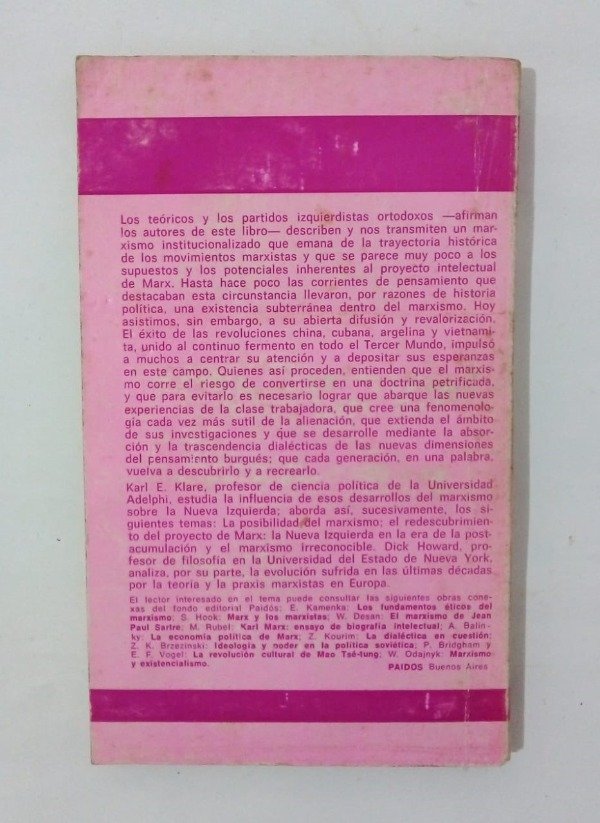 Los teóricos y los partidos izquierdistas ortodoxos —afirman
los autores de este libro— describen y nos transmiten un mar-
xismo institucionalizado que emana de la trayectoria histórica
de los movimientos marxistas y que se parece muy poco a los
supuestos y los potenciales inherentes al proyecto intelectual
de Marx. Hasta hace poco las corrientes de pensamiento que
destacaban esta circunstancia llevaron, por razones de historia
política, una existencia subterránea dentro del marxismo. Hoy
asistimos, sin embargo, a su abierta difusión y revalorización.
El éxito de las revoluciones china, cubana, argelina y vietnami-
ta, unido al continuo fermento en todo el Tercer Mundo, impulsó
a muchos a centrar su atención y a depositar sus esperanzas
en este campo. Quienes así proceden, entienden que el marxis-
mo corre el riesgo de convertirse en una doctrina petrificada,
y que para evitarlo es necesario lograr que abarque las nuevas
experiencias de la clase trabajadora, que cree una fenomenolo-
gía cada vez más sutil de la alienación, que extienda el ámbito
de sus investigaciones y que se desarrolle mediante la absor-
ción y la trascendencia dialécticas de las nuevas dimensiones
del pensamiento burgués; que cada generación, en una palabra,
vuelva a descubrirlo y a recrearlo.
Karl E. Klare, profesor de ciencia política de la Universidad
Adelphi, estudia la influencia de esos desarrollos del marxismo
sobre la Nueva Izquierda; aborda así, sucesivamente, los si-
guientes temas: La posibilidad del marxismo; el redescubrimien-
to del proyecto de Marx: la Nueva Izquierda en la era de la post-
acumulación y el marxismo irreconocible. Dick Howard, pro-
fesor de filosofía en la Universidad del Estado de Nueva York,
analiza, por su parte, la evolución sufrida en las últimas décadas
por la teoría y la praxis marxistas en Europa.
El lector interesado en el tema puede consultar las siguientes obras cone-
xas del fondo editorial Paidós: E. Kamenka: Los fundamentos éticos del
marxismo; S. Hook: Marx y los marxistas; W. Desan: El marxismo de Jean
Paul Sartre; M. Rubel: Karl Marx: ensayo de biografía intelectual; A. Balin-
ky: La economía política de Marx; Z. Kourim: La dialéctica en cuestión;
Z. K. Brzezinski: Ideología y poder en la política soviética; P. Bridgham y
E. F. Vogel: La revolución cultural de Mao Tsé-tung; W. Odajnyk: Marxismo
y existencialismo.
PAIDOS Buenos Aires